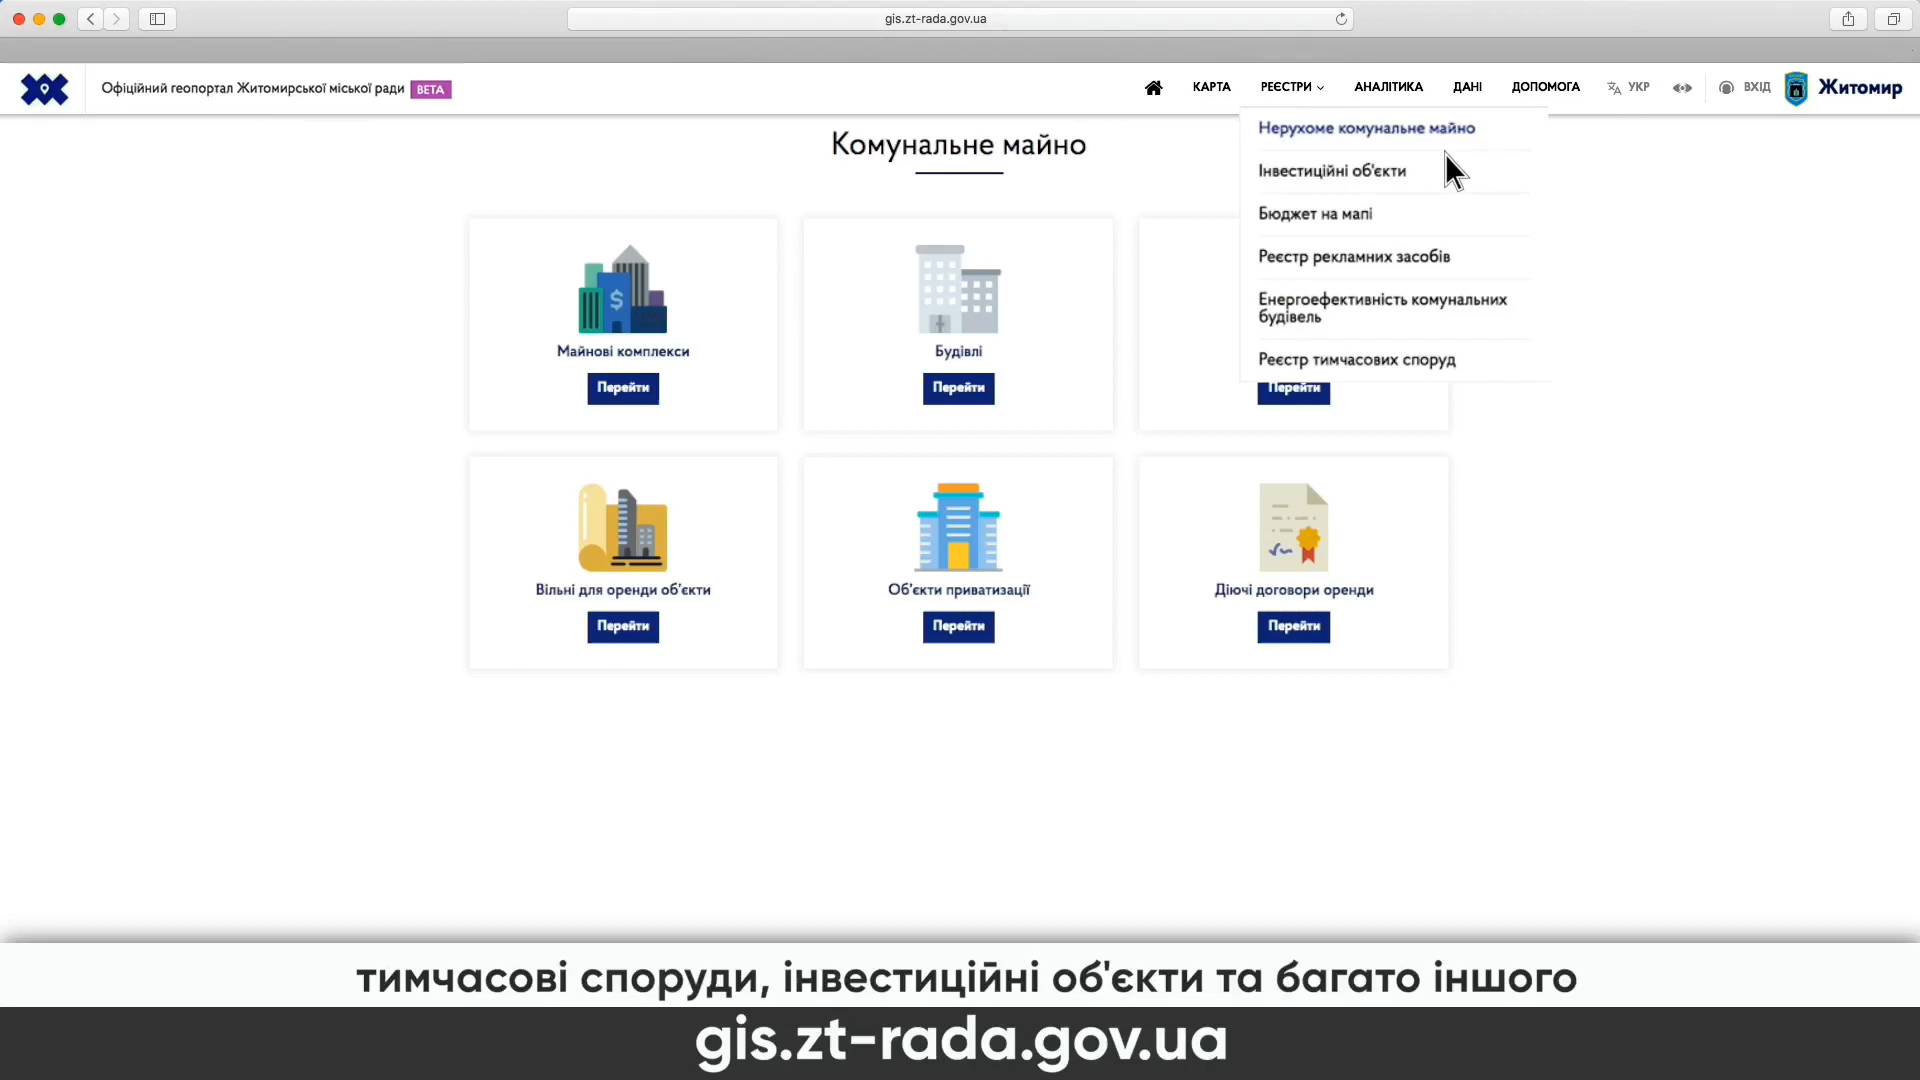 gis.zt-rada.gov.ua
Офіційний геопортал Житомирської міської ради BETA
КАРТА РЕЄСТРИ АНАЛІТИКА ДАНІ ДОПОМОГА УКР ВХІД Житомир
Нерухоме комунальне майно
Інвестиційні об'єкти
Бюджет на мапі
Реєстр рекламних засобів
Енергоефективність комунальних
будівель
Реєстр тимчасових споруд
Комунальне майно
Майнові комплекси
Будівлі
Перейти
Перейти
Перейти
Вільні для оренди об'єкти
Об'єкти приватизації
Діючі договори оренди
Перейти
Перейти
Перейти
тимчасові споруди, інвестиційні об'єкти та багато іншого
gis.zt-rada.gov.ua